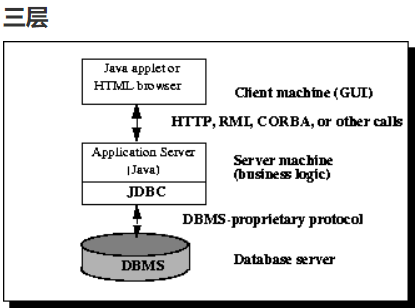 三层
Java applet or
HTML browser
Client machine (GUI)
HTTP, RMI, CORBA, or other calls
Application Server
(Java)
Server machine
(business logic)
JDBC
DBMS-proprietary protocol
DBMS
Database server